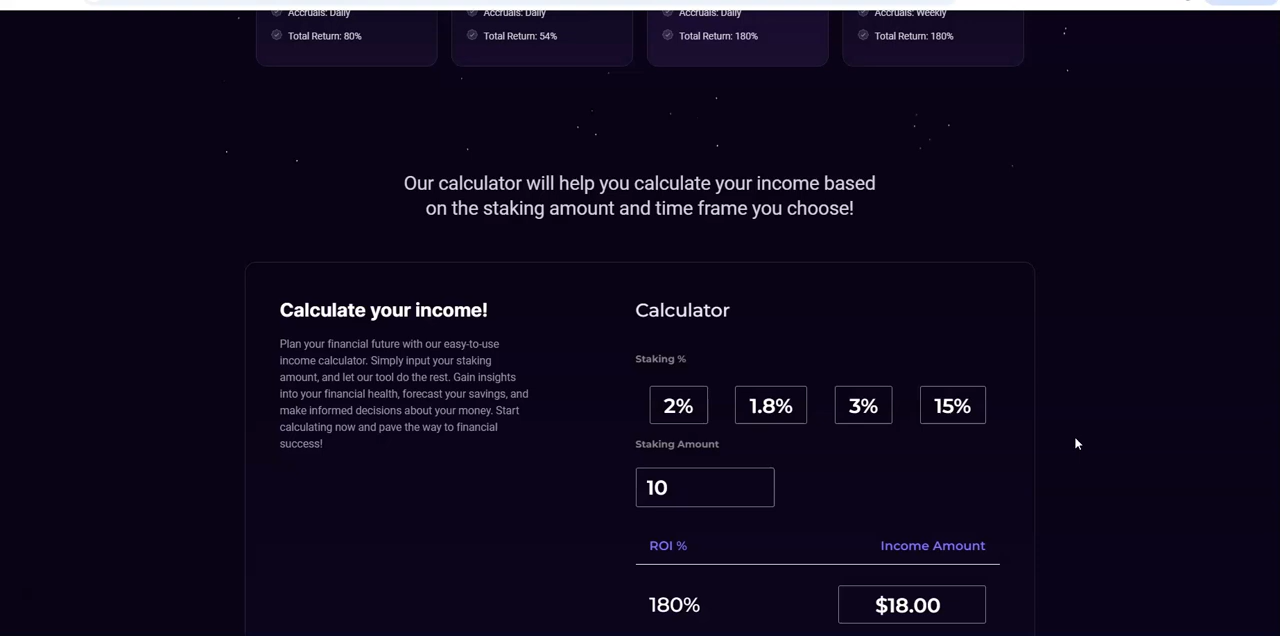 Accruals: Daily
Accruals: Daily
Accruals: Daily
Accruals: Weekly
Total Return: 80%
Total Return: 54%
Total Return: 180%
Total Return: 180%
Our calculator will help you calculate your income based
on the staking amount and time frame you choose!
Calculate your income!
Plan your financial future with our easy-to-use
income calculator. Simply input your staking
amount, and let our tool do the rest. Gain insights
into your financial health, forecast your savings, and
make informed decisions about your money. Start
calculating now and pave the way to financial
success!
Calculator
Staking %
2%
1.8%
3%
15%
Staking Amount
10
ROI %
Income Amount
180%
$18.00